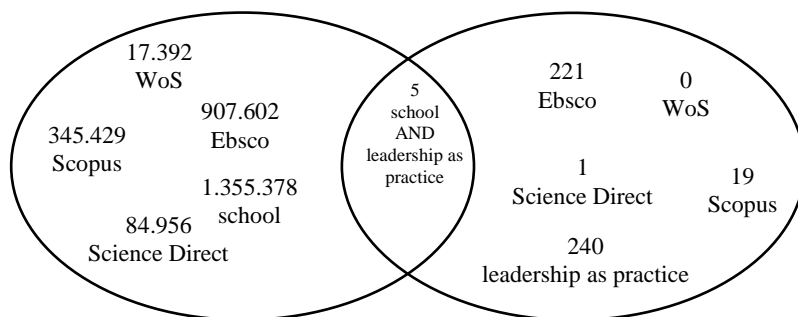 17.392
WoS
907.602
Ebsco
345.429
Scopus
1.355.378
school
84.956
Science Direct
5
school
AND
leadership as
practice
221
Ebsco
0
WoS
1
Science Direct
19
Scopus
240
leadership as practice